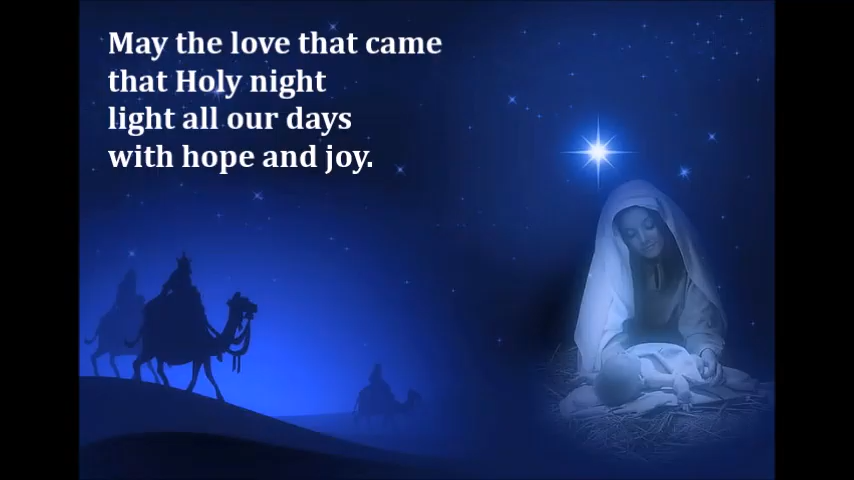 May the love that came
that Holy night
light all our days
with hope and joy.